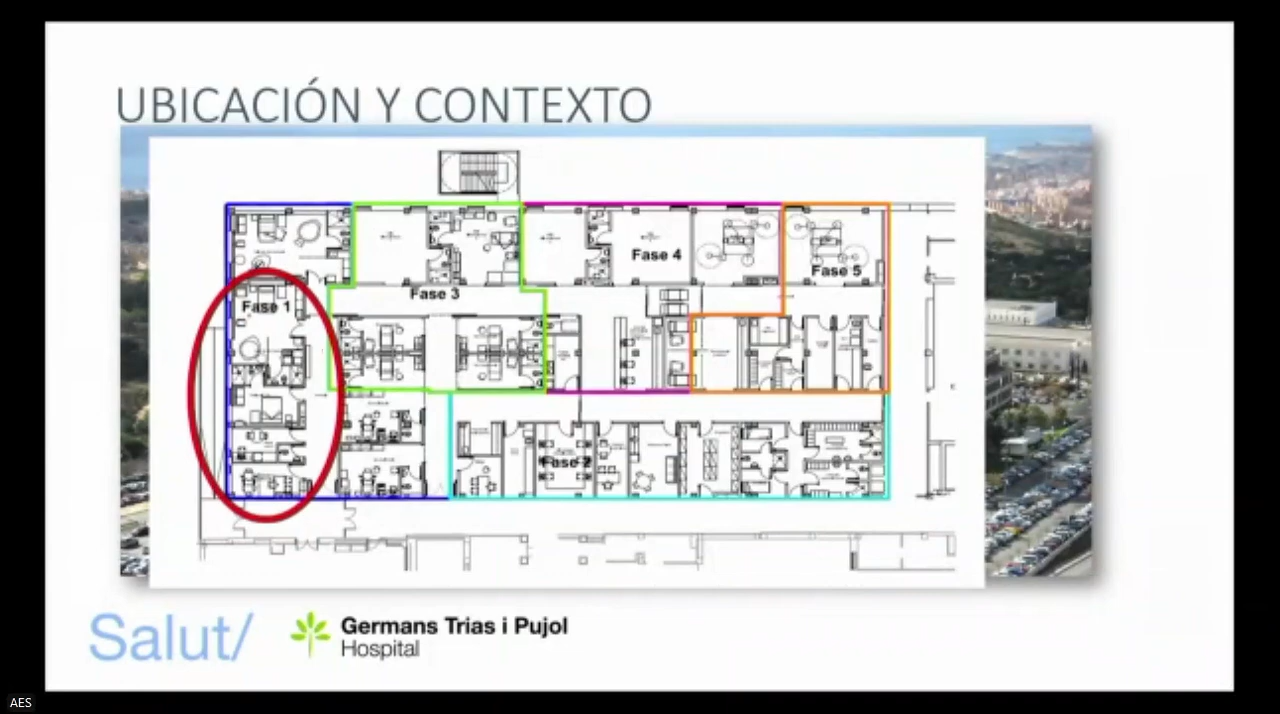 UBICACIÓN Y CONTEXTO
Fase 4
Fase 5
Fase 3
Fase 1
Fase 2
Salut/
Germans Trias i Pujol
Hospital
AES